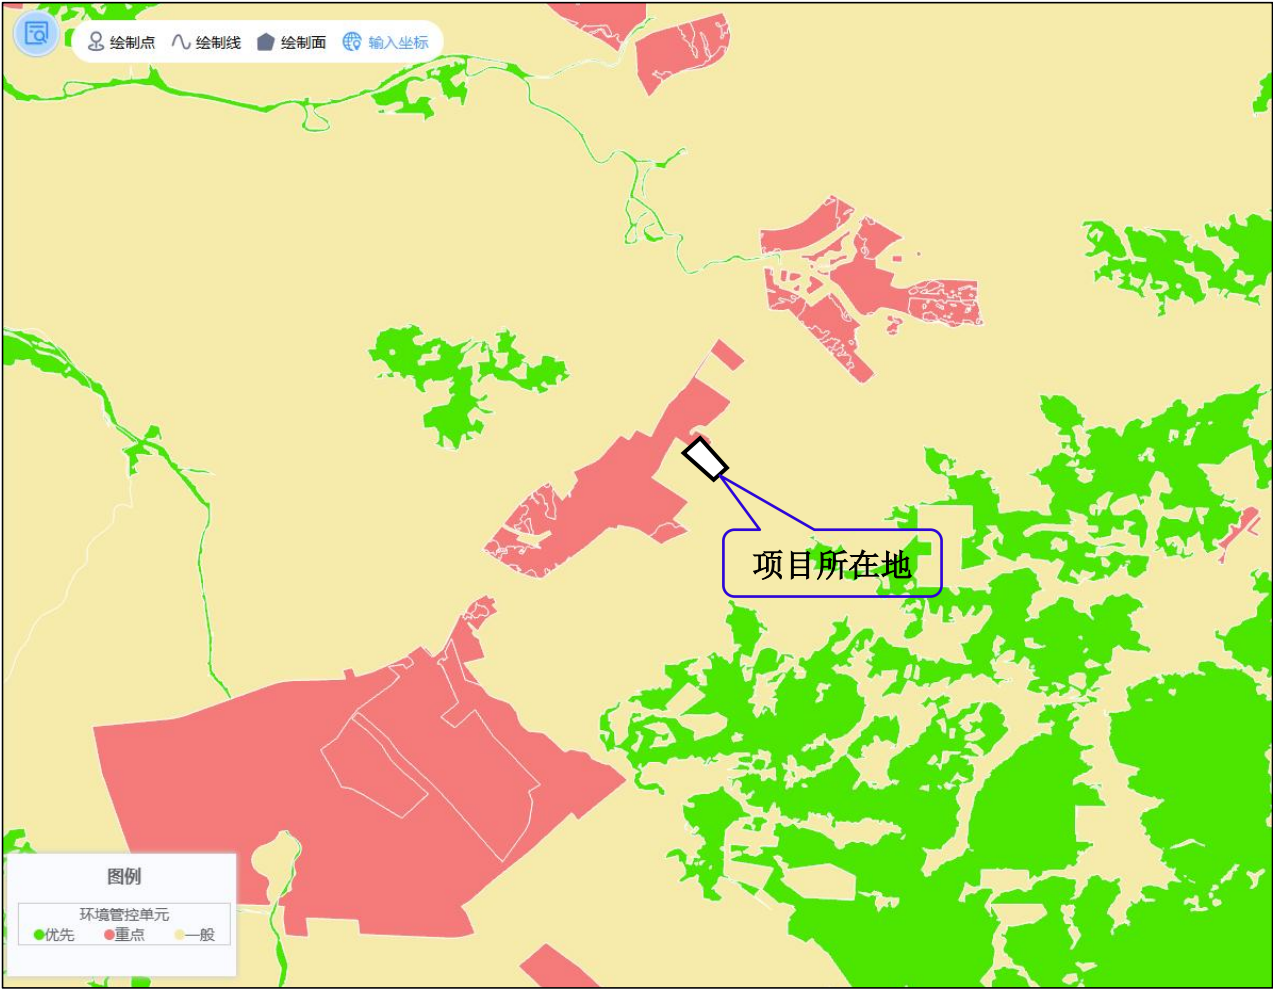 绘制点 绘制线 绘制面 输入坐标
项目所在地
图例
环境管控单元
优先 重点 一般